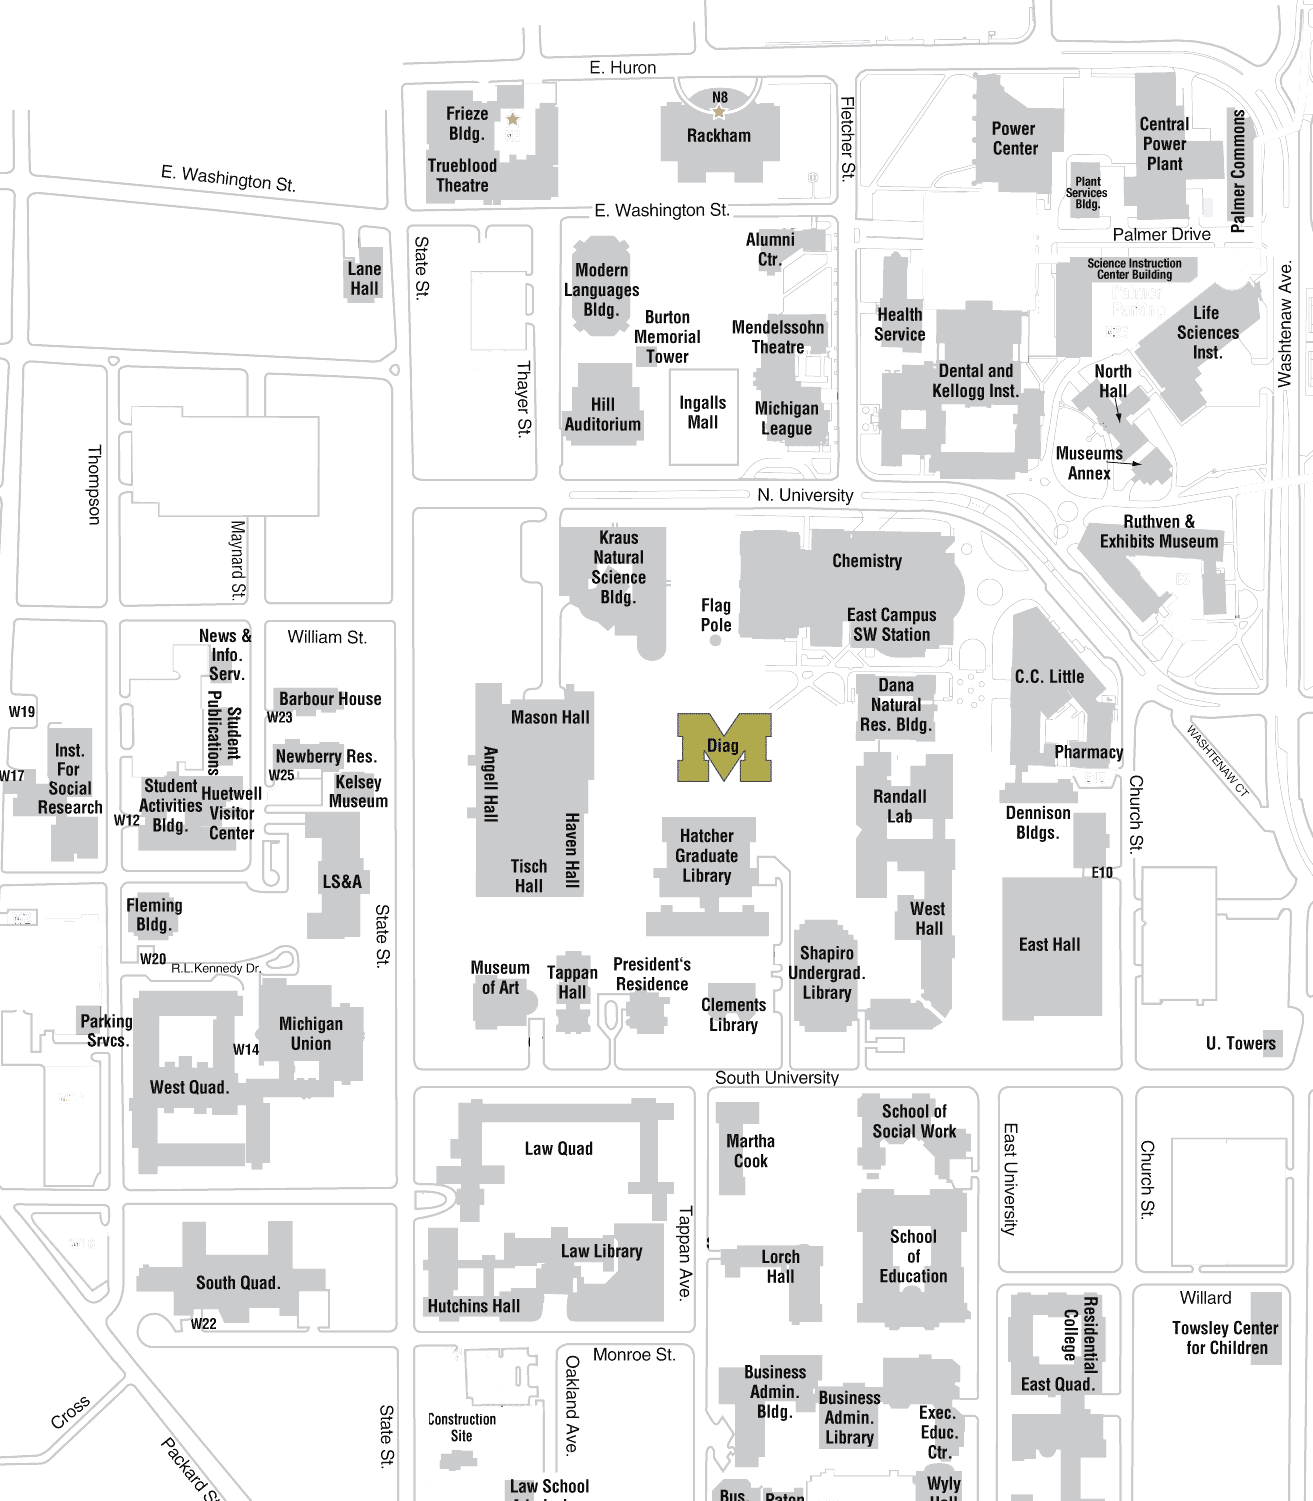 E. Huron
N8
Rackham
Frieze
Bldg.
Trueblood
Theatre
Fletcher St.
Power
Center
Central
Power
Plant
Plant
Services
Bldg.
Palmer Commons
E. Washington St.
E. Washington St.
Palmer Drive
State St.
Lane
Hall
Modern
Languages
Bldg.
Alumni
Ctr.
Burton
Memorial
Tower
Mendelssohn
Theatre
Health
Service
Science Instruction
Center Building
Palmer
Parking
Life
Sciences
Inst.
Washtenaw Ave.
Thayer St.
Hill
Auditorium
Ingalls
Mall
Michigan
League
Dental and
Kellogg Inst.
North
Hall
Museums
Annex
Thompson
Maynard St.
N. University
Kraus
Natural
Science
Bldg.
Flag
Pole
Chemistry
East Campus
SW Station
Ruthven &
Exhibits Museum
William St.
News &
Info.
Serv.
Student
Publications
Barbour House
W23
Newberry Res.
W25
Kelsey
Museum
W19
W17
Inst.
For
Social
Research
Student
Activities
Bldg.
Huetwell
Visitor
Center
W12
Mason Hall
Angell Hall
Haven Hall
Tisch
Hall
Diag
Dana
Natural
Res. Bldg.
C.C. Little
Pharmacy
WASHTENAW CT
Randall
Lab
Dennison
Bldgs.
Church St.
E10
Hatcher
Graduate
Library
LS&A
Fleming
Bldg.
W20
R.L.Kennedy Dr.
State St.
West
Hall
East Hall
Shapiro
Undergrad.
Library
Museum
of Art
Tappan
Hall
President's
Residence
Clements
Library
Parking
Srvcs.
W14
Michigan
Union
West Quad.
U. Towers
South University
Law Quad
Martha
Cook
School of
Social Work
East University
Church St.
Tappan Ave.
Law Library
Hutchins Hall
Lorch
Hall
School
of
Education
South Quad.
W22
Willard
Towsley Center
for Children
Residential
College
East Quad.
Monroe St.
Oakland Ave.
Cross
Packard St
State St.
Construction
Site
Business
Admin.
Bldg.
Business
Admin.
Library
Exec.
Educ.
Ctr.
Law School
Bus.
Paton
Wyly
Hall